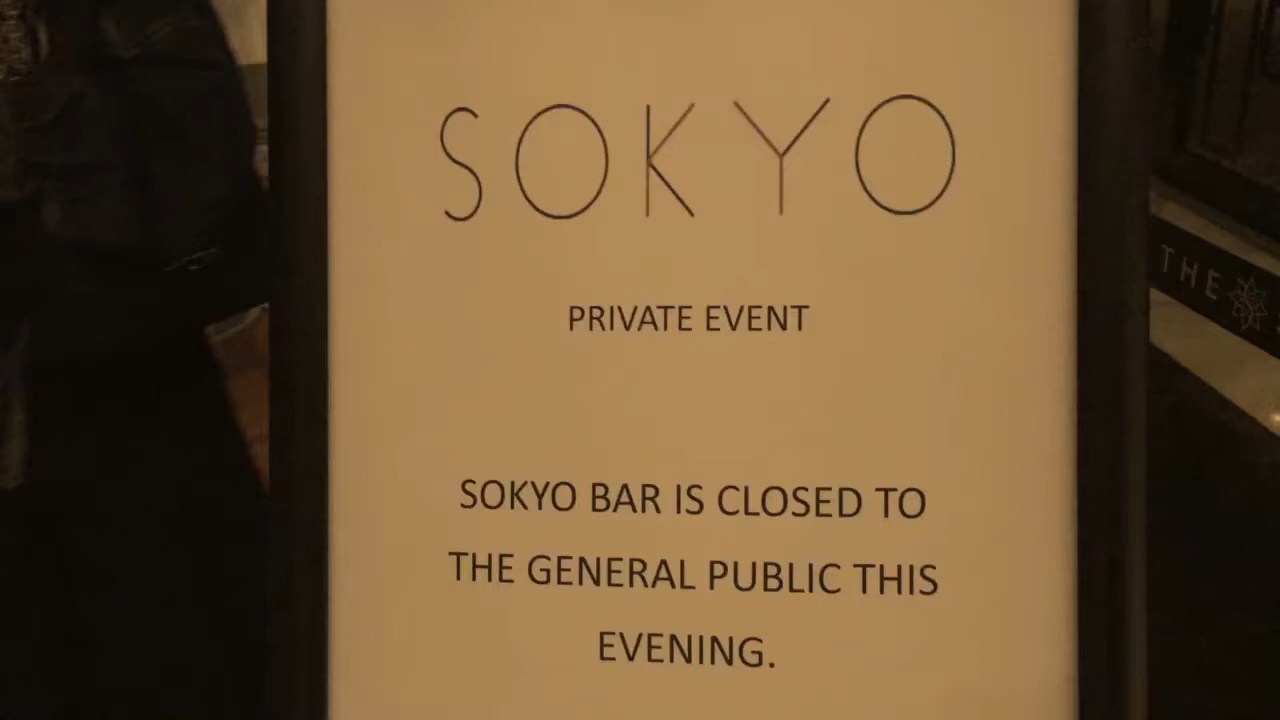 SOKYO
PRIVATE EVENT
SOKYO BAR IS CLOSED TO
THE GENERAL PUBLIC THIS
EVENING.
THE